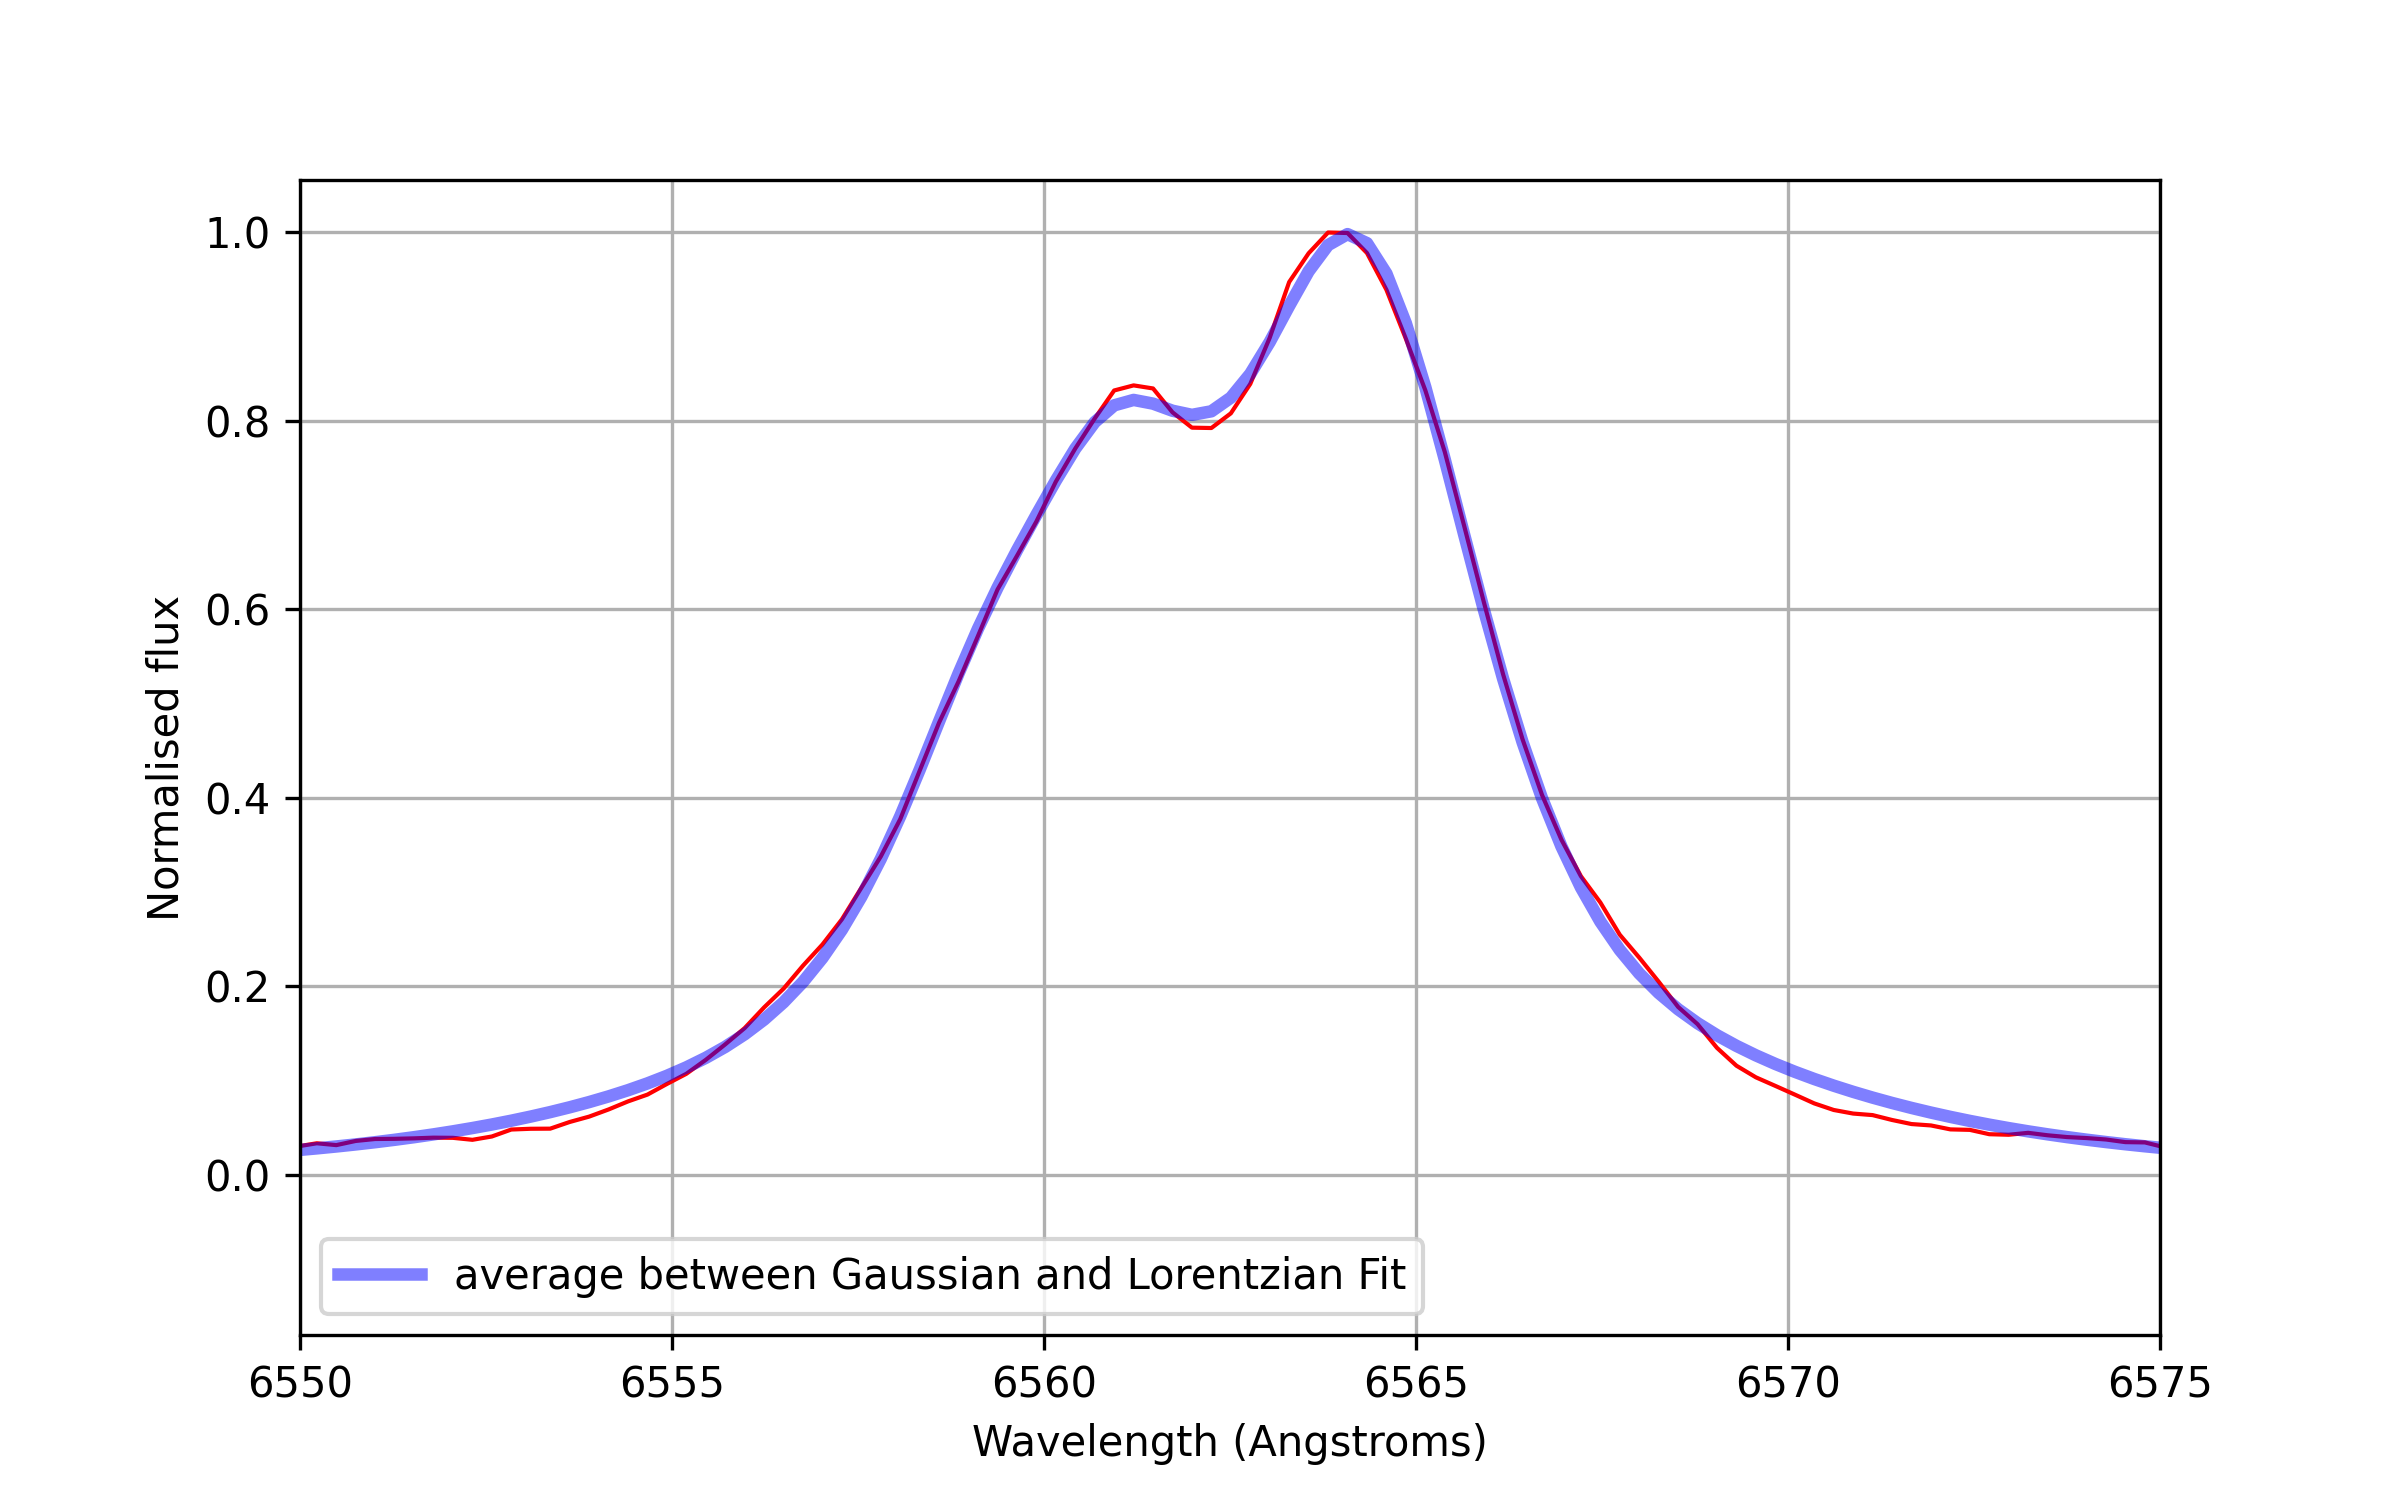 1.0
0.8
0.6
0.4
0.2
0.0
Normalised flux
average between Gaussian and Lorentzian Fit
6550 6555 6560 6565 6570 6575
Wavelength (Angstroms)